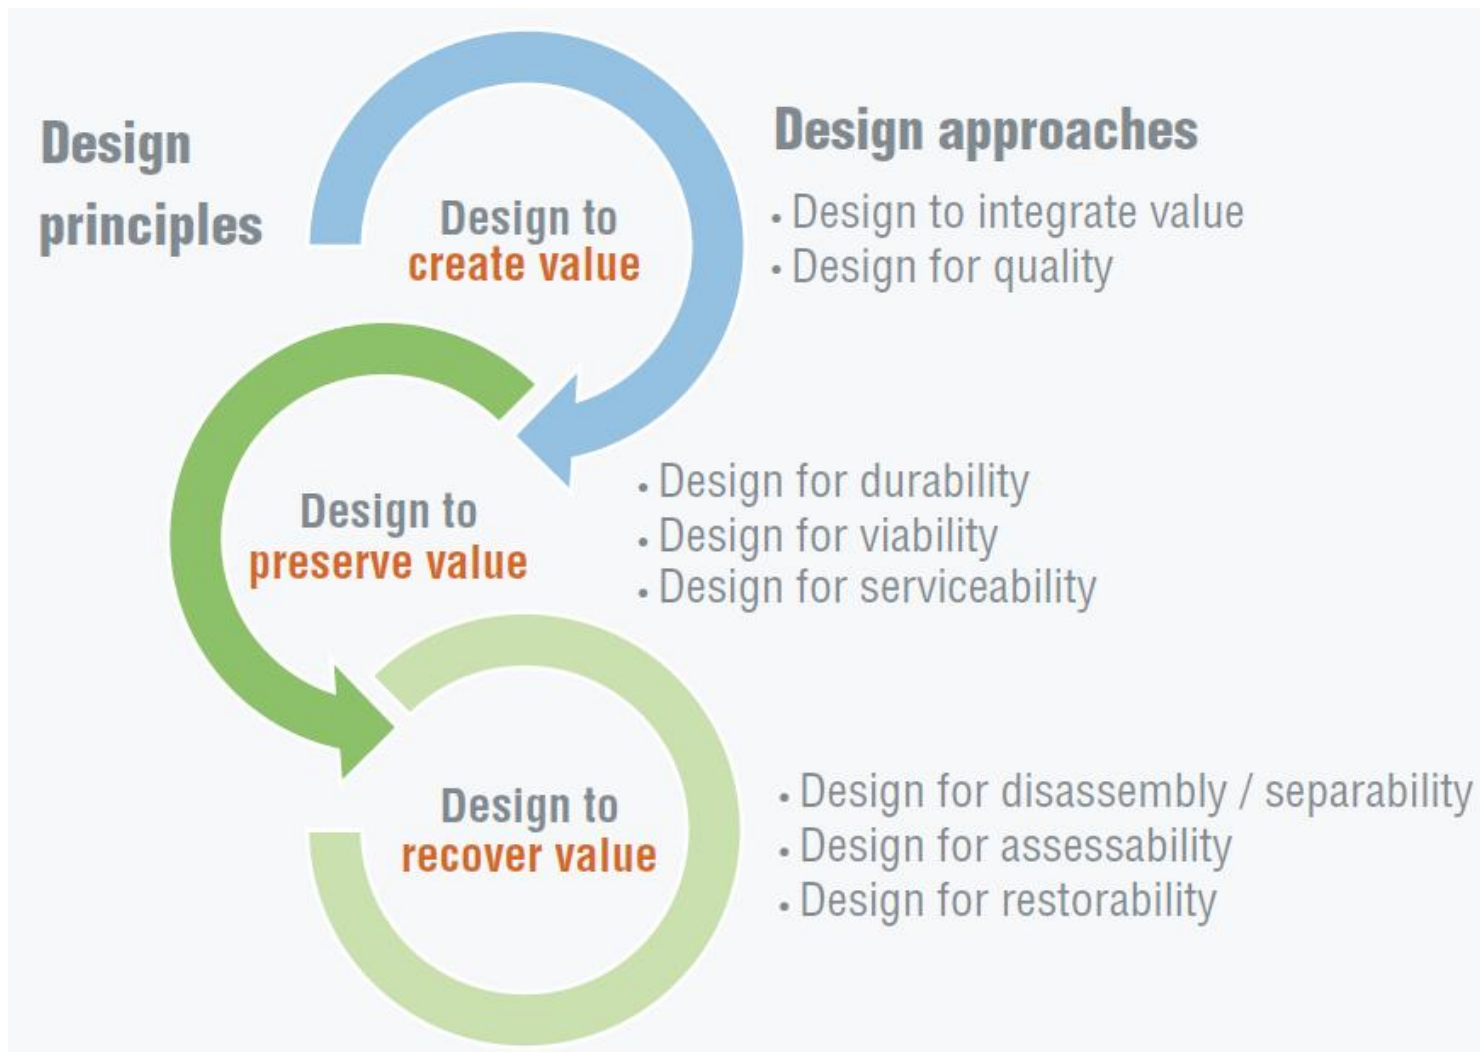 Design
principles
Design to
create value
Design approaches
• Design to integrate value
• Design for quality
Design to
preserve value
• Design for durability
• Design for viability
• Design for serviceability
Design to
recover value
• Design for disassembly / separability
• Design for assessability
• Design for restorability